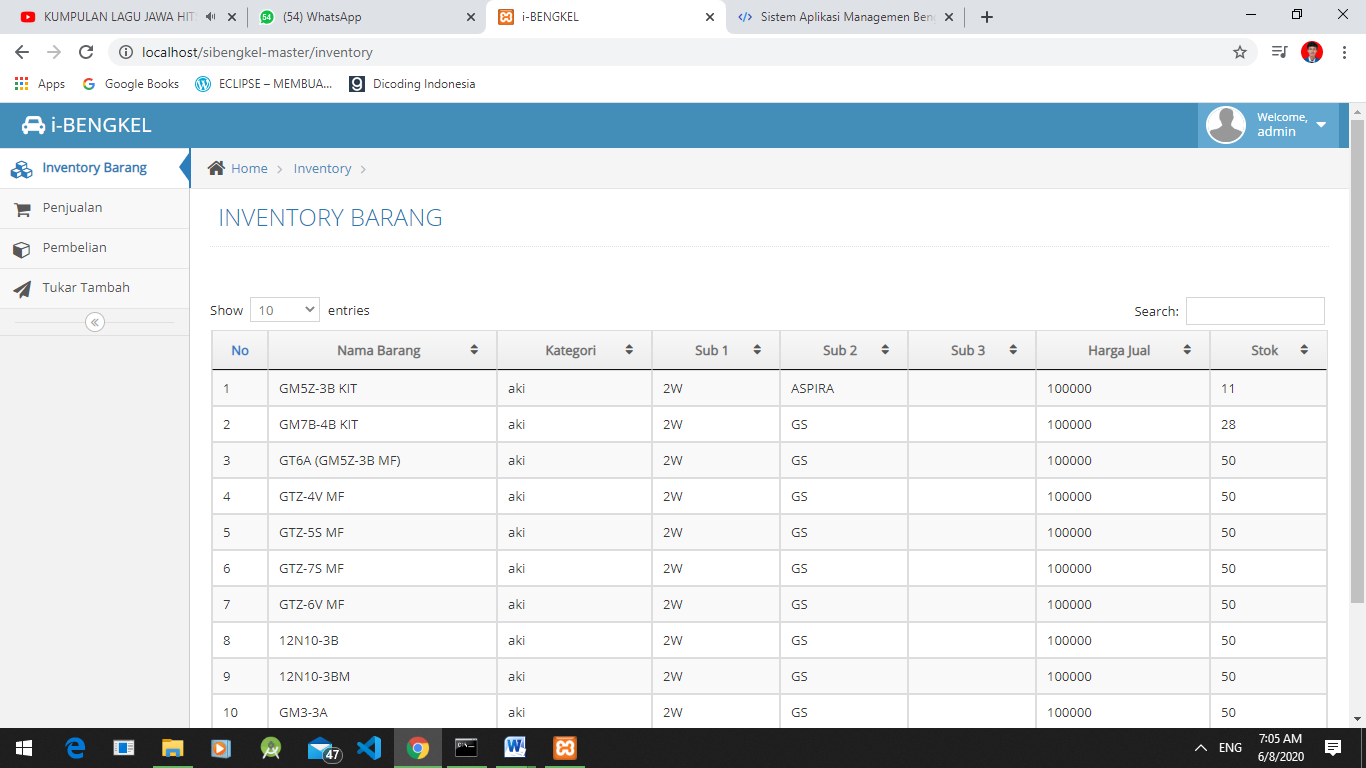 KUMPULAN LAGU JAWA HIT
(54) WhatsApp
i-BENGKEL
Sistem Aplikasi Managemen Ben
localhost/sibengkel-master/inventory
Apps
Google Books
ECLIPSE – MEMBUA...
Dicoding Indonesia
i-BENGKEL
Welcome,
admin
Inventory Barang
Penjualan
Pembelian
Tukar Tambah
Home
Inventory
INVENTORY BARANG
Show 10 entries
Search:
No Nama Barang Kategori Sub 1 Sub 2 Sub 3 Harga Jual Stok
1 GM5Z-3B KIT aki 2W ASPIRA 100000 11
2 GM7B-4B KIT aki 2W GS 100000 28
3 GT6A (GM5Z-3B MF) aki 2W GS 100000 50
4 GTZ-4V MF aki 2W GS 100000 50
5 GTZ-5S MF aki 2W GS 100000 50
6 GTZ-7S MF aki 2W GS 100000 50
7 GTZ-6V MF aki 2W GS 100000 50
8 12N10-3B aki 2W GS 100000 50
9 12N10-3BM aki 2W GS 100000 50
10 GM3-3A aki 2W GS 100000 50
47
ENG
7:05 AM
6/8/2020